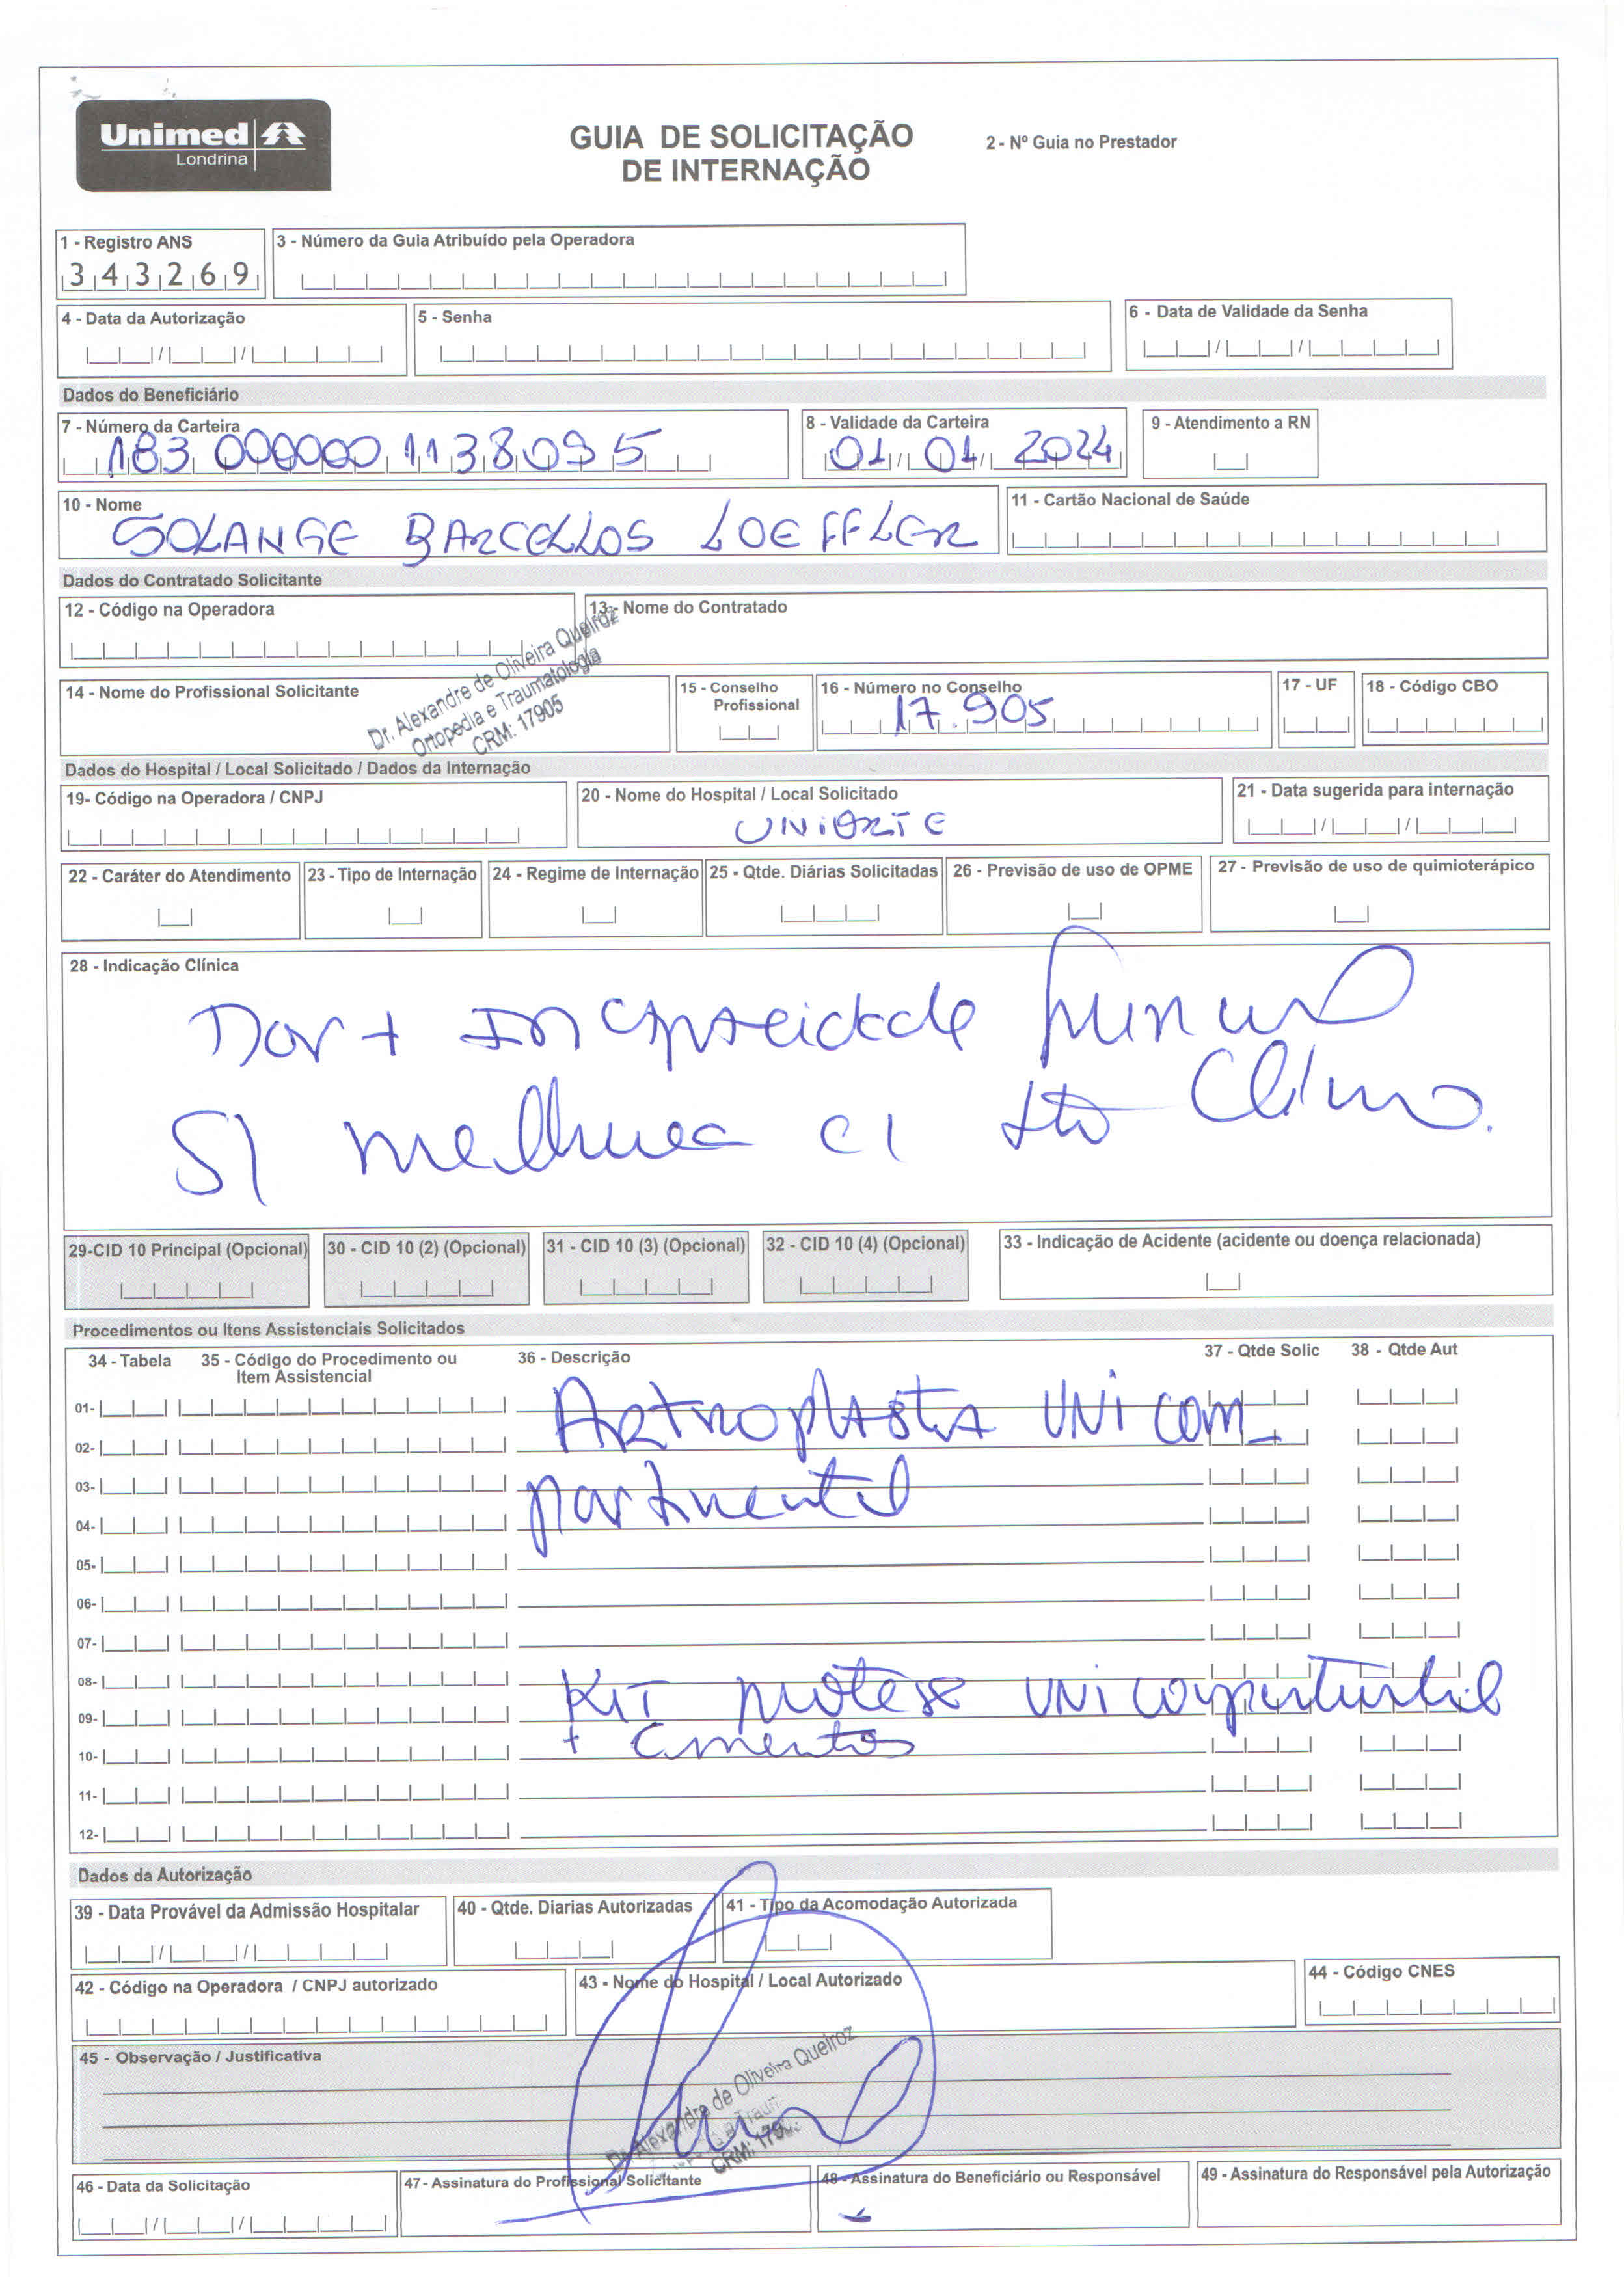 Unimed
Londrina
GUIA DE SOLICITAÇÃO
DE INTERNAÇÃO
2 - Nº Guia no Prestador
1 - Registro ANS
343269
3 - Número da Guia Atribuído pela Operadora
4 - Data da Autorização
5 - Senha
6 - Data de Validade da Senha
Dados do Beneficiário
7 - Número da Carteira
183 000000 1138095
8 - Validade da Carteira
01/04/2024
9 - Atendimento a RN
10 - Nome
SOLANGE BARCELLOS LOEFFLER
11 - Cartão Nacional de Saúde
Dados do Contratado Solicitante
12 - Código na Operadora
13 - Nome do Contratado
14 - Nome do Profissional Solicitante
Dr. Alexandre de Oliveira Queiroz
Ortopedia e Traumatologia
CRM: 17905
15 - Conselho
Profissional
16 - Número no Conselho
17.905
17 - UF
18 - Código CBO
Dados do Hospital / Local Solicitado / Dados da Internação
19- Código na Operadora / CNPJ
20 - Nome do Hospital / Local Solicitado
UNIORTE
21 - Data sugerida para internação
22 - Caráter do Atendimento
23 - Tipo de Internação
24 - Regime de Internação
25 - Qtde. Diárias Solicitadas
26 - Previsão de uso de OPME
27 - Previsão de uso de quimioterápico
28 - Indicação Clínica
Dor + Incapacidade
S/ melhora c/ tto Clínico.
29-CID 10 Principal (Opcional)
30 - CID 10 (2) (Opcional)
31 - CID 10 (3) (Opcional)
32 - CID 10 (4) (Opcional)
33 - Indicação de Acidente (acidente ou doença relacionada)
Procedimentos ou Itens Assistenciais Solicitados
34 - Tabela
35 - Código do Procedimento ou
Item Assistencial
36 - Descrição
37 - Qtde Solic
38 - Qtde Aut
01-
Artroplastia UNicom-
02-
03-
partimental
04-
05-
06-
07-
08-
09-
KIT prótese UNicompartimental
10-
+ Cimentos
11-
12-
Dados da Autorização
39 - Data Provável da Admissão Hospitalar
40 - Qtde. Diarias Autorizadas
41 - Tipo da Acomodação Autorizada
42 - Código na Operadora / CNPJ autorizado
43 - Nome do Hospital / Local Autorizado
44 - Código CNES
45 - Observação / Justificativa
Dr. Alexandre de Oliveira Queiroz
46 - Data da Solicitação
47- Assinatura do Profissional Solicitante
48 - Assinatura do Beneficiário ou Responsável
49 - Assinatura do Responsável pela Autorização